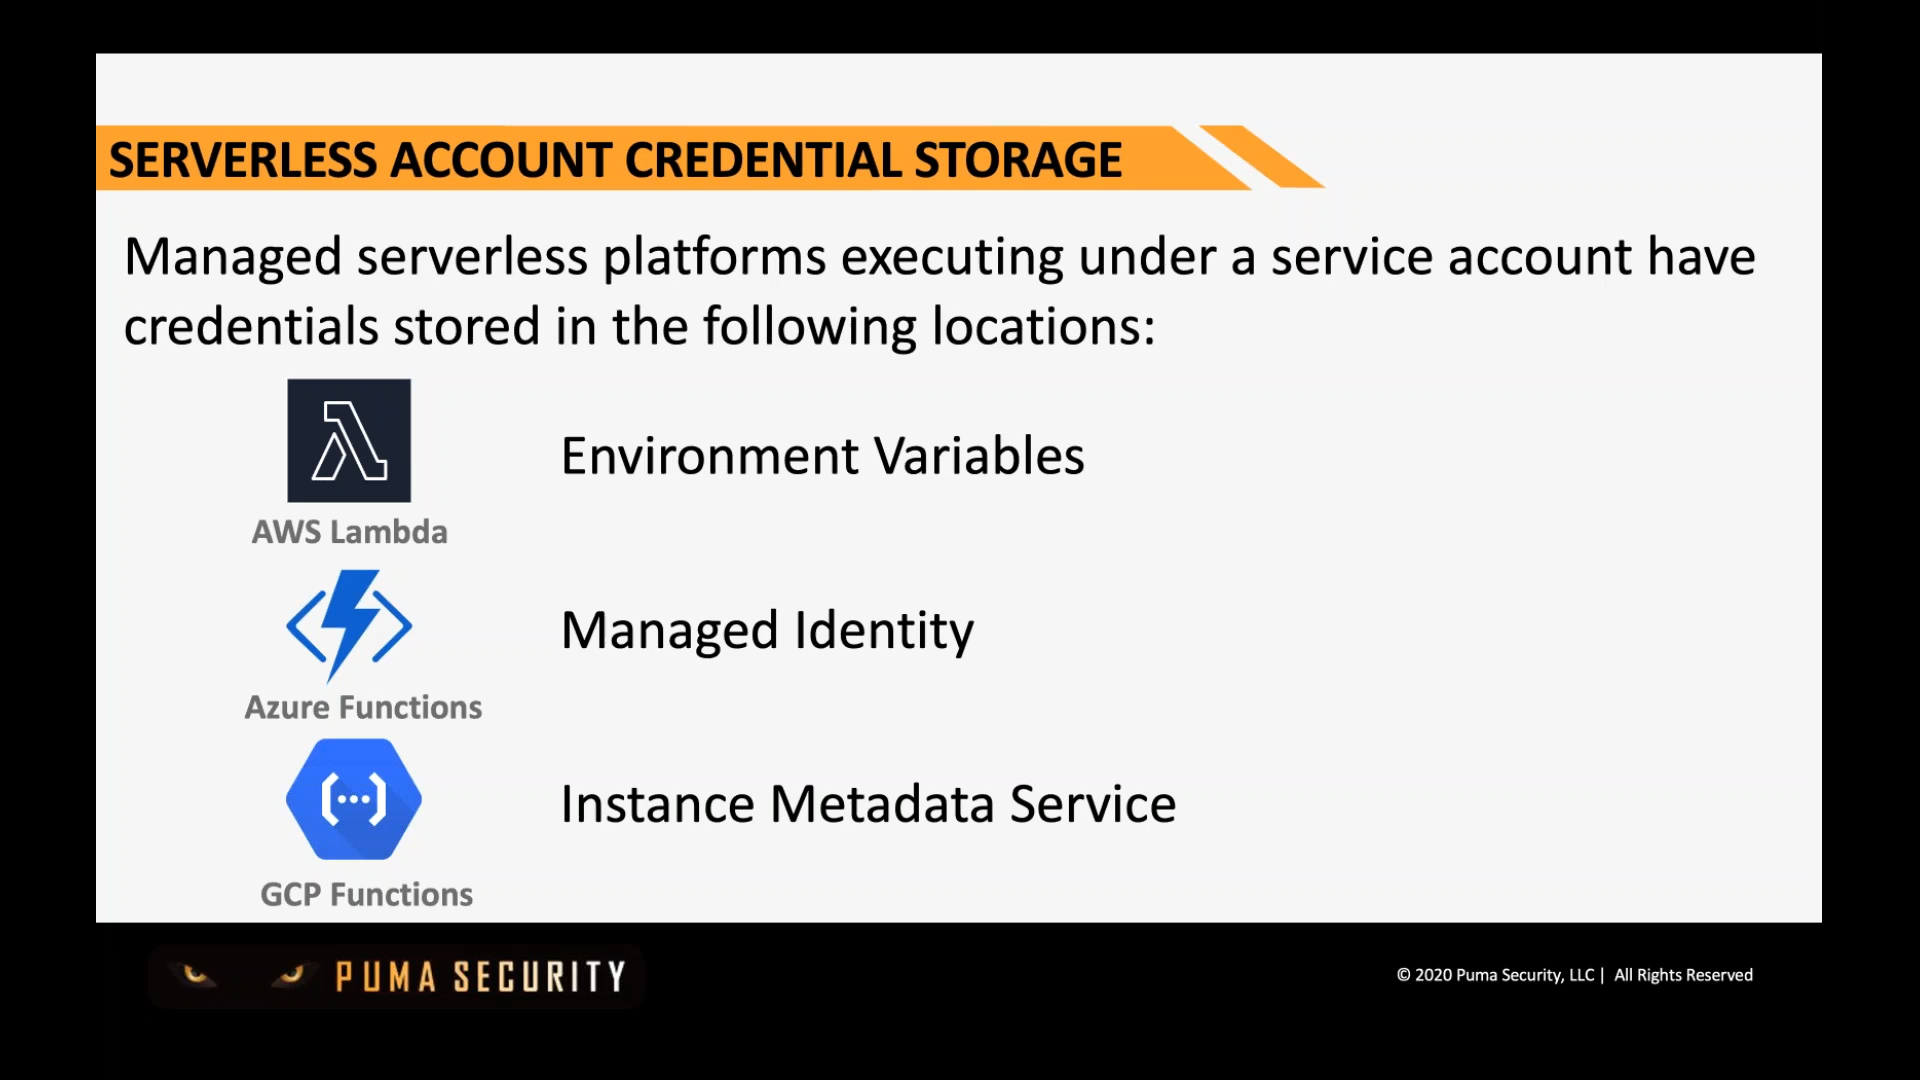 SERVERLESS ACCOUNT CREDENTIAL STORAGE
Managed serverless platforms executing under a service account have
credentials stored in the following locations:
Environment Variables
AWS Lambda
Managed Identity
Azure Functions
Instance Metadata Service
GCP Functions
PUMA SECURITY
© 2020 Puma Security, LLC | All Rights Reserved